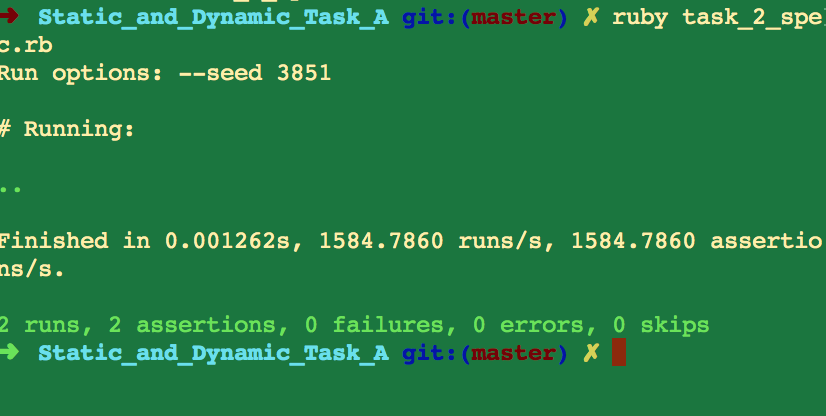 ➜ Static_and_Dynamic_Task_A git:(master) ✗ ruby task_2_spe
c.rb
Run options: --seed 3851
# Running:
..
Finished in 0.001262s, 1584.7860 runs/s, 1584.7860 assertio
ns/s.
2 runs, 2 assertions, 0 failures, 0 errors, 0 skips
➜ Static_and_Dynamic_Task_A git:(master) ✗